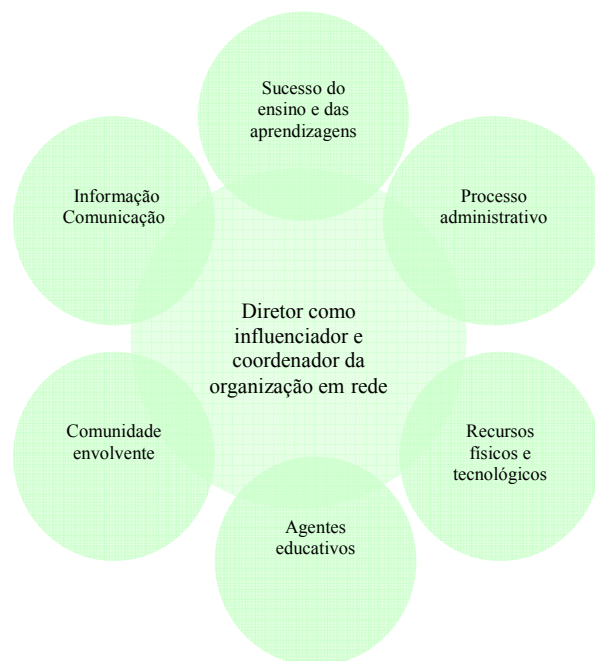 Sucesso do
ensino e das
aprendizagens
Informação
Comunicação
Processo
administrativo
Diretor como
influenciador e
coordenador da
organização em rede
Comunidade
envolvente
Recursos
físicos e
tecnológicos
Agentes
educativos